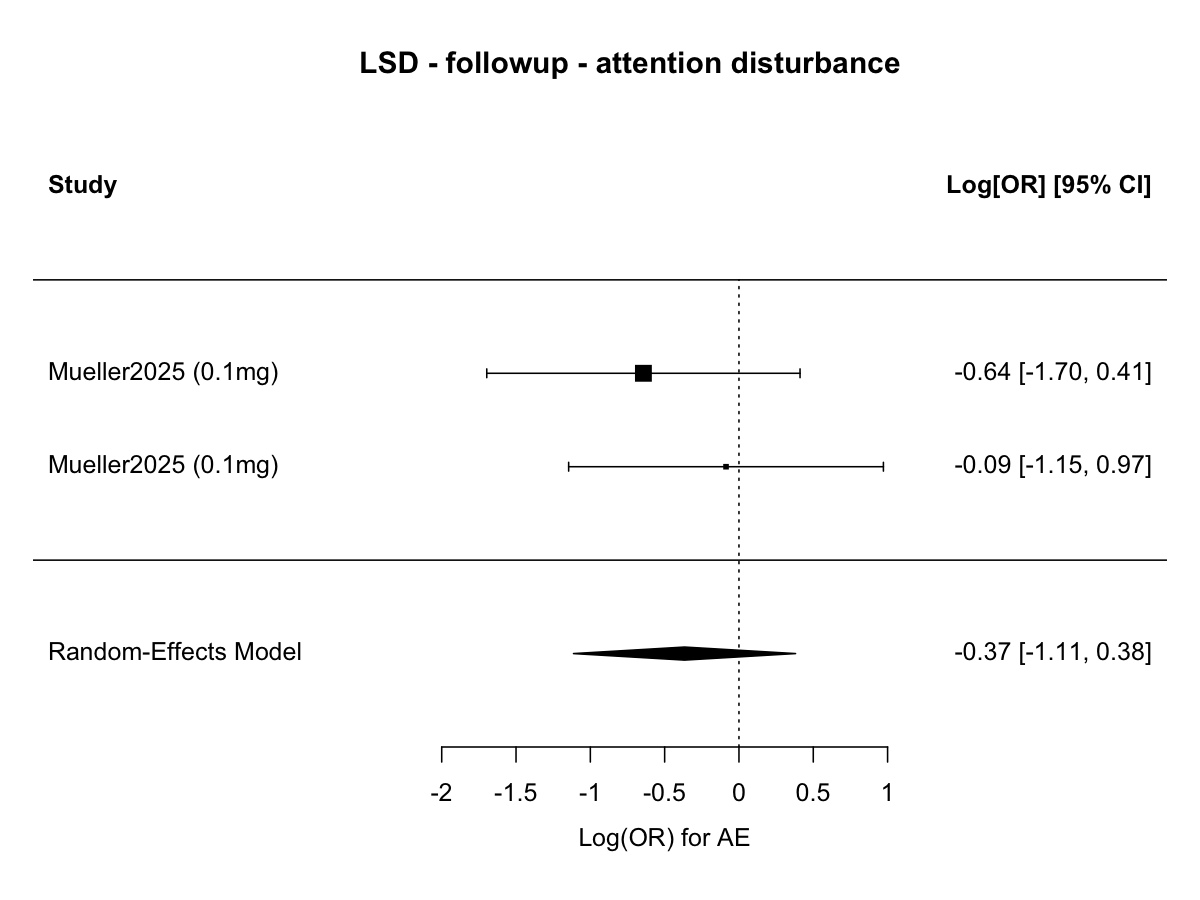 LSD - followup - attention disturbance
Study Log[OR] [95% CI]
Mueller2025 (0.1mg) -0.64 [-1.70, 0.41]
Mueller2025 (0.1mg) -0.09 [-1.15, 0.97]
Random-Effects Model -0.37 [-1.11, 0.38]
-2 -1.5 -1 -0.5 0 0.5 1
Log(OR) for AE